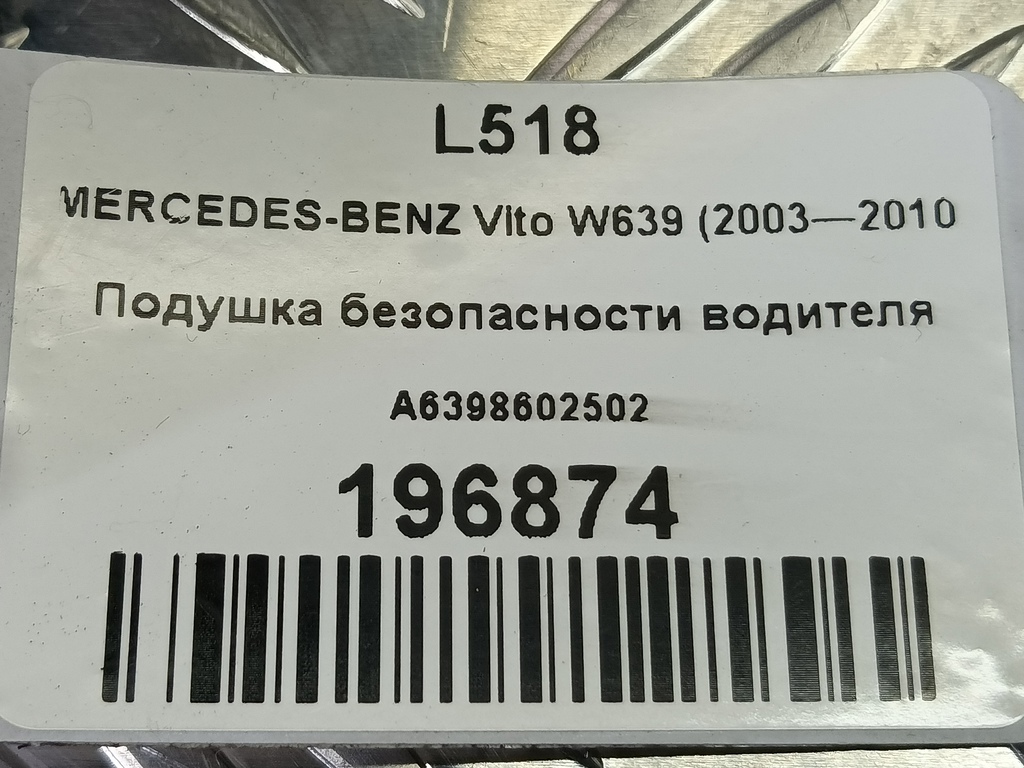 L518
MERCEDES-BENZ Vito W639 (2003—2010
Подушка безопасности водителя
A6398602502
196874